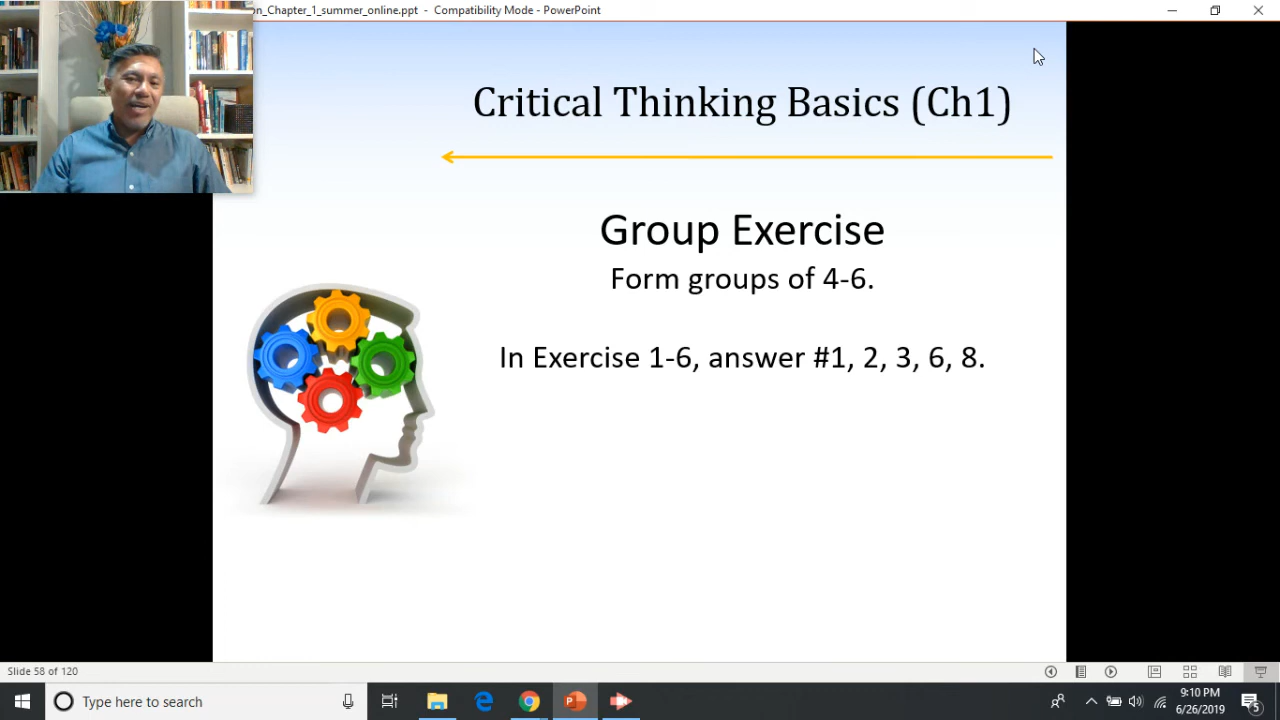 on_Chapter_1_summer_online.ppt - Compatibility Mode - PowerPoint
Critical Thinking Basics (Ch1)
Group Exercise
Form groups of 4-6.
In Exercise 1-6, answer #1, 2, 3, 6, 8.
Slide 58 of 120
Type here to search
9:10 PM
6/26/2019
5